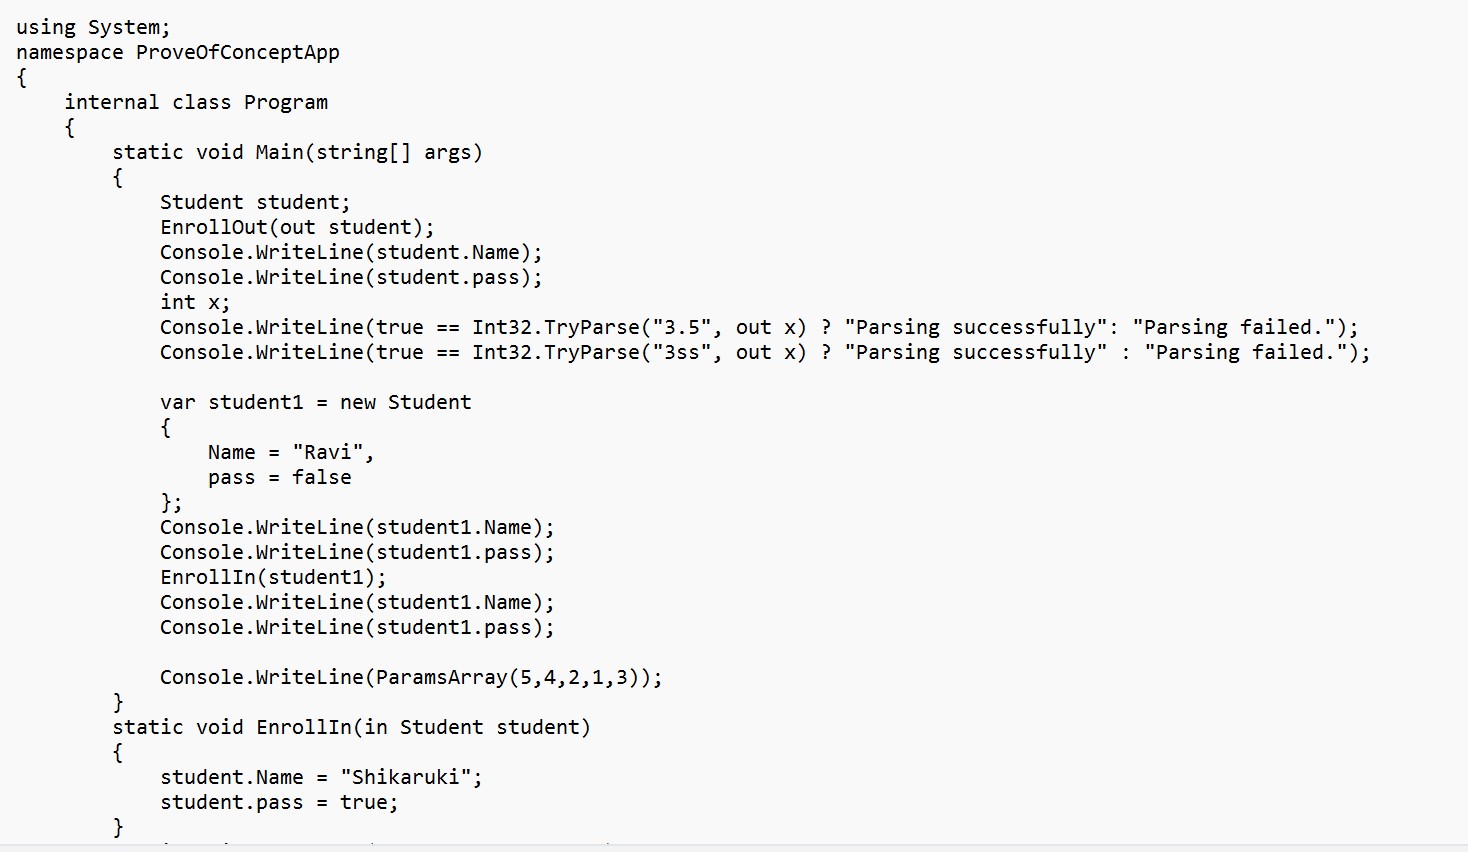 using System;
namespace ProveOfConceptApp
{
    internal class Program
    {
        static void Main(string[] args)
        {
            Student student;
            EnrollOut(out student);
            Console.WriteLine(student.Name);
            Console.WriteLine(student.pass);
            int x;
            Console.WriteLine(true == Int32.TryParse("3.5", out x) ? "Parsing successfully": "Parsing failed.");
            Console.WriteLine(true == Int32.TryParse("3ss", out x) ? "Parsing successfully" : "Parsing failed.");

            var student1 = new Student
            {
                Name = "Ravi",
                pass = false
            };
            Console.WriteLine(student1.Name);
            Console.WriteLine(student1.pass);
            EnrollIn(student1);
            Console.WriteLine(student1.Name);
            Console.WriteLine(student1.pass);

            Console.WriteLine(ParamsArray(5,4,2,1,3));
        }
        static void EnrollIn(in Student student)
        {
            student.Name = "Shikaruki";
            student.pass = true;
        }